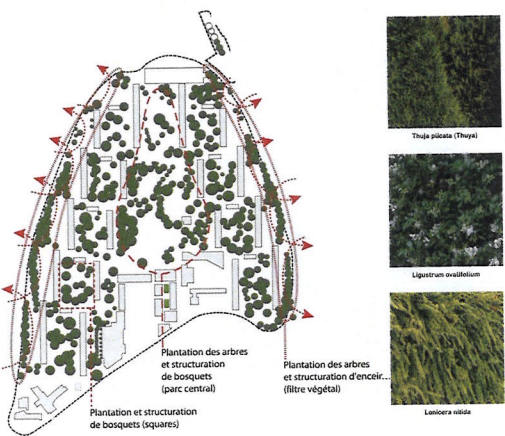 Thuja plicata (Thuya)
Ligustrum ovalifolium
Lonicera nitida
Plantation des arbres
et structuration
de bosquets
(parc central)
Plantation des arbres
et structuration d'enceir...
(filtre végétal)
Plantation et structuration
de bosquets (squares)